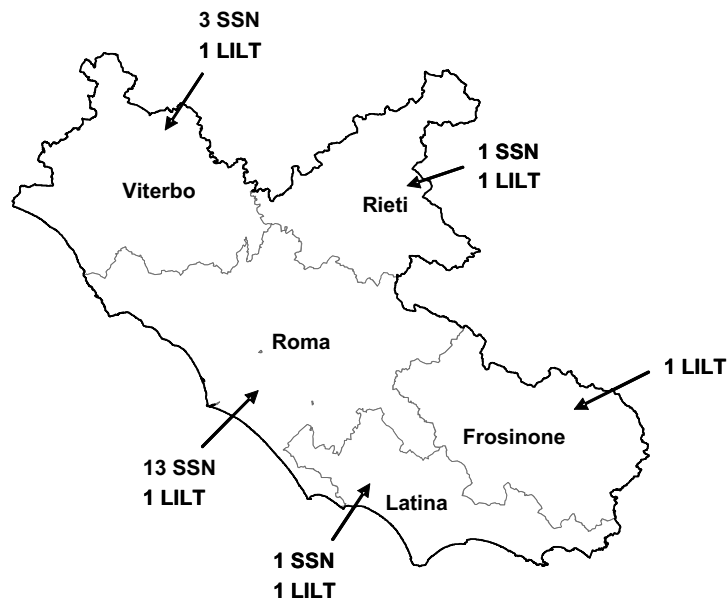 3 SSN
1 LILT
1 SSN
1 LILT
Viterbo
Rieti
Roma
1 LILT
Frosinone
13 SSN
1 LILT
Latina
1 SSN
1 LILT